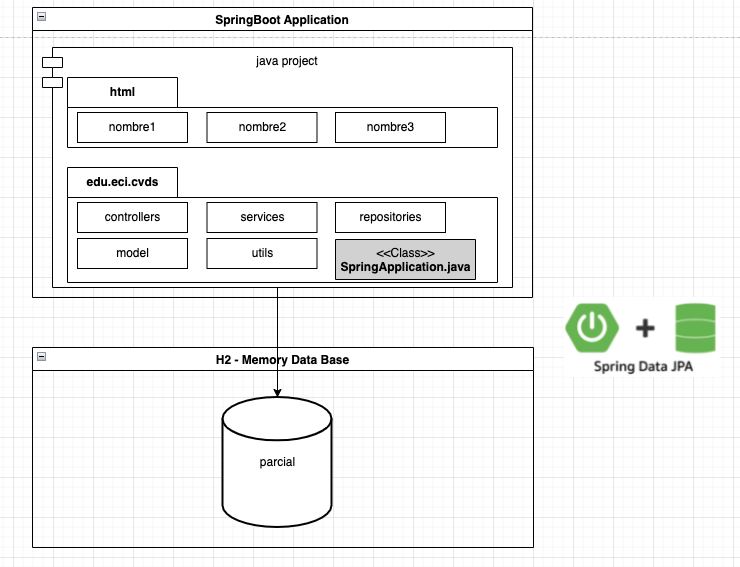 SpringBoot Application
java project
html
nombre1
nombre2
nombre3
edu.eci.cvds
controllers
services
repositories
model
utils
<<Class>>
SpringApplication.java
Spring Data JPA
H2 - Memory Data Base
parcial